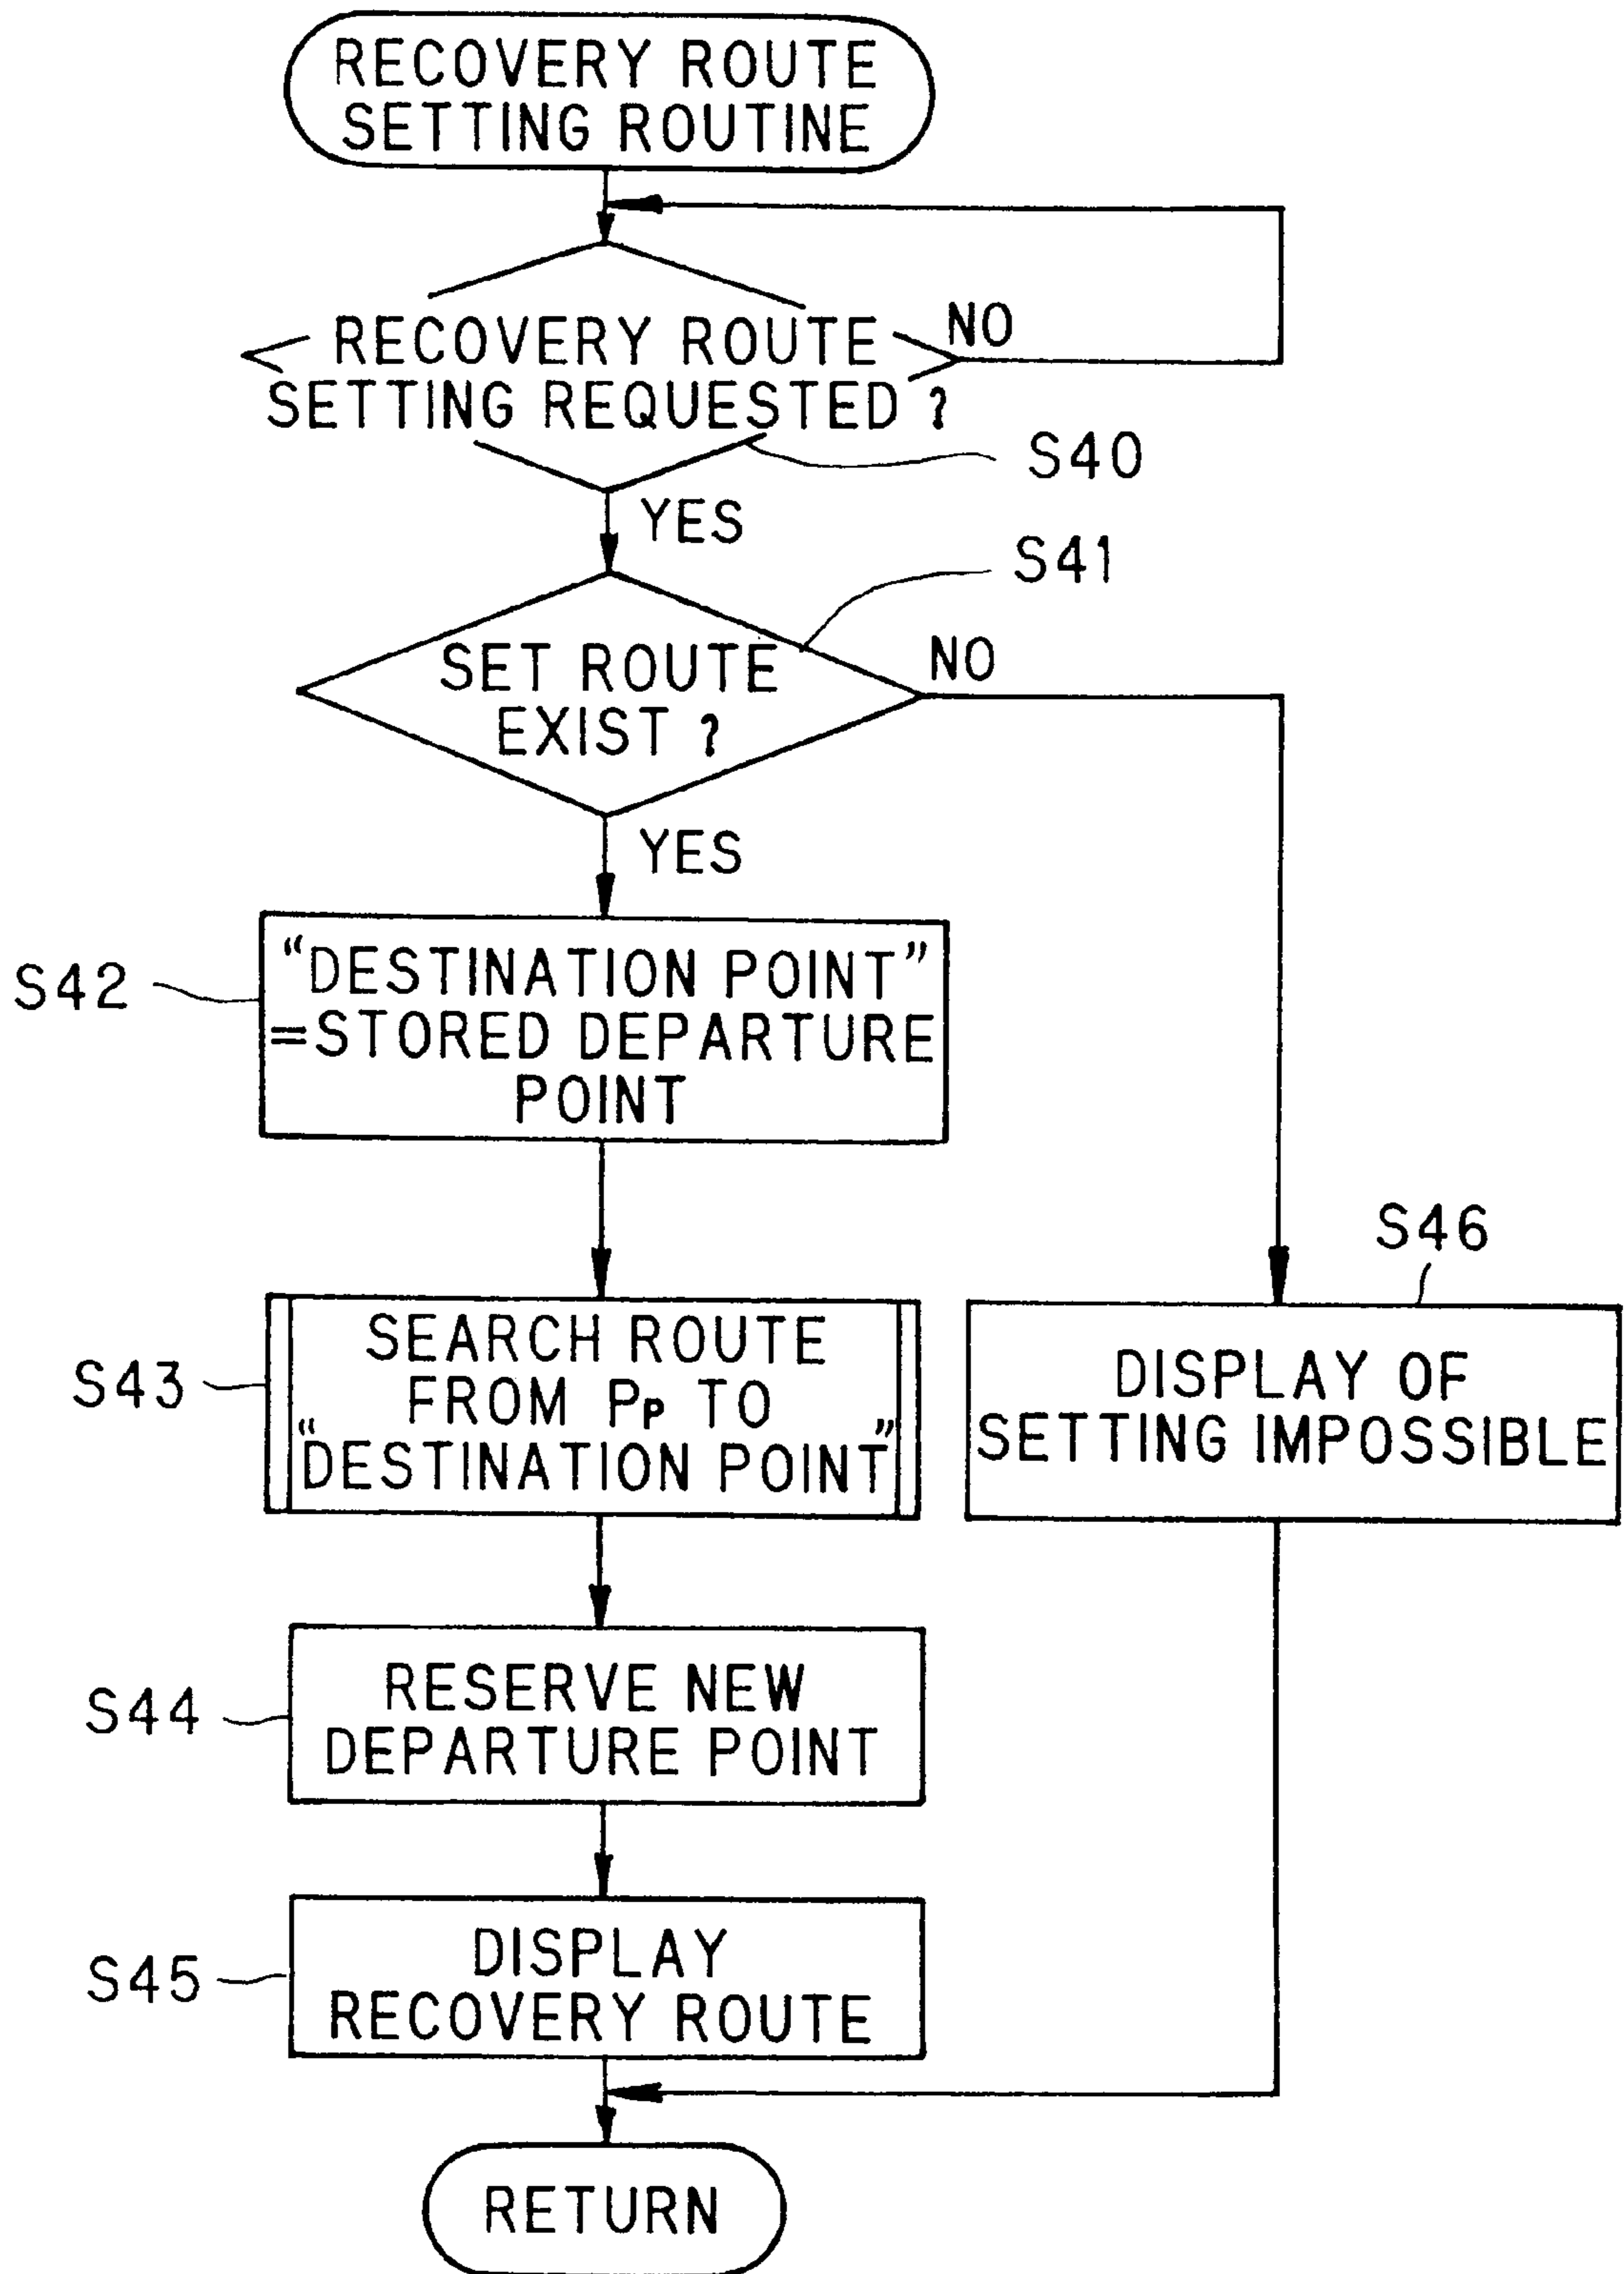 RECOVERY ROUTE
SETTING ROUTINE
RECOVERY ROUTE
SETTING REQUESTED ?
NO
S40
YES
S41
SET ROUTE
EXIST ?
NO
YES
S42
“DESTINATION POINT”
=STORED DEPARTURE
POINT
S43
SEARCH ROUTE
FROM PP TO
“DESTINATION POINT”
S46
DISPLAY OF
SETTING IMPOSSIBLE
S44
RESERVE NEW
DEPARTURE POINT
S45
DISPLAY
RECOVERY ROUTE
RETURN